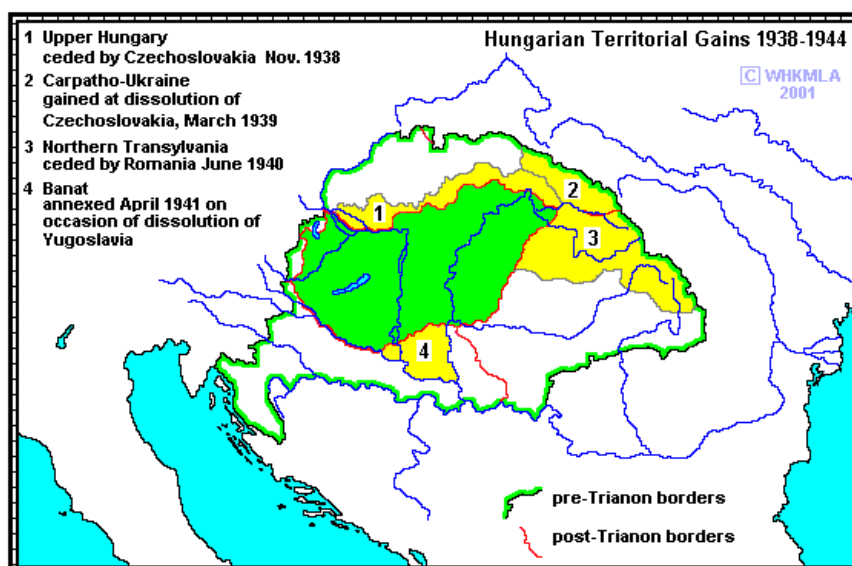 Hungarian Territorial Gains 1938-1944
C WHKMLA
2001
1 Upper Hungary
ceded by Czechoslovakia Nov. 1938
2 Carpatho-Ukraine
gained at dissolution of
Czechoslovakia, March 1939
3 Northern Transylvania
ceded by Romania June 1940
4 Banat
annexed April 1941 on
occasion of dissolution of
Yugoslavia
1
2
3
4
pre-Trianon borders
post-Trianon borders